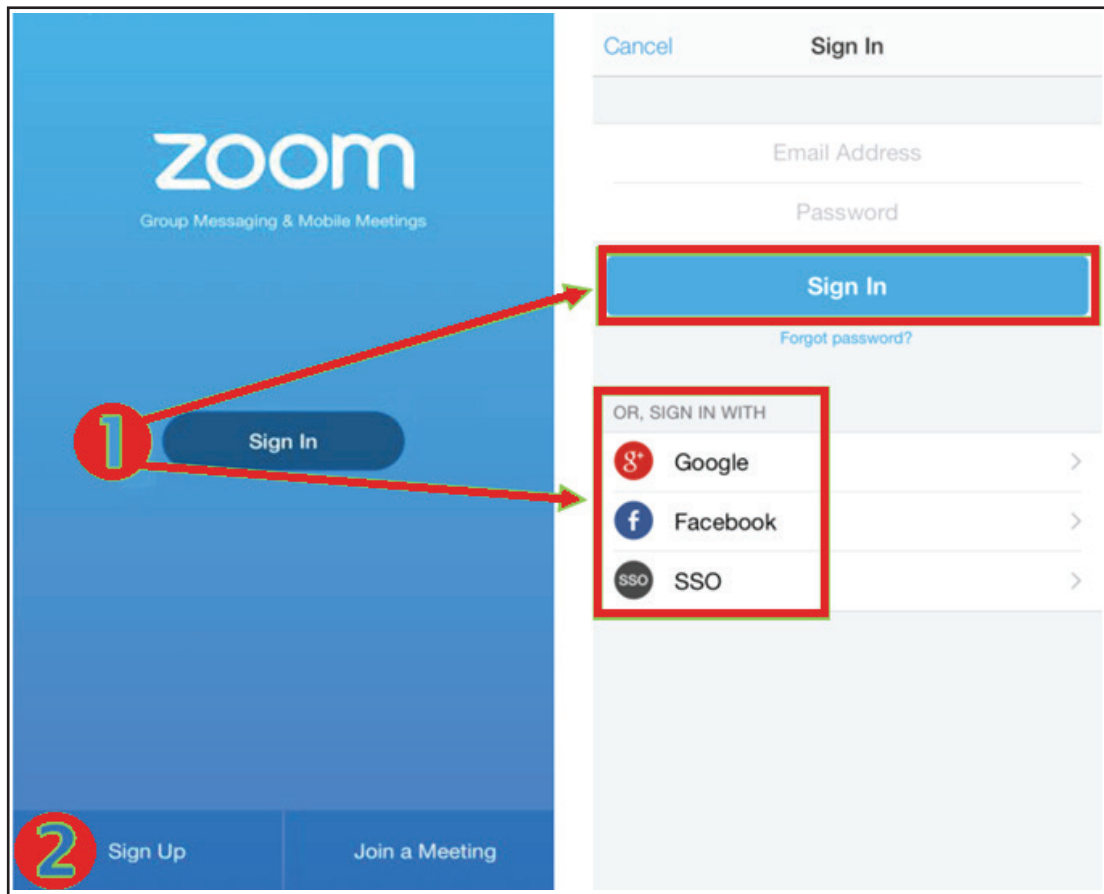 zoom
Group Messaging & Mobile Meetings
1
Sign In
2
Sign Up
Join a Meeting
Cancel
Sign In
Email Address
Password
Sign In
Forgot password?
OR, SIGN IN WITH
g+ Google
f Facebook
SSO SSO